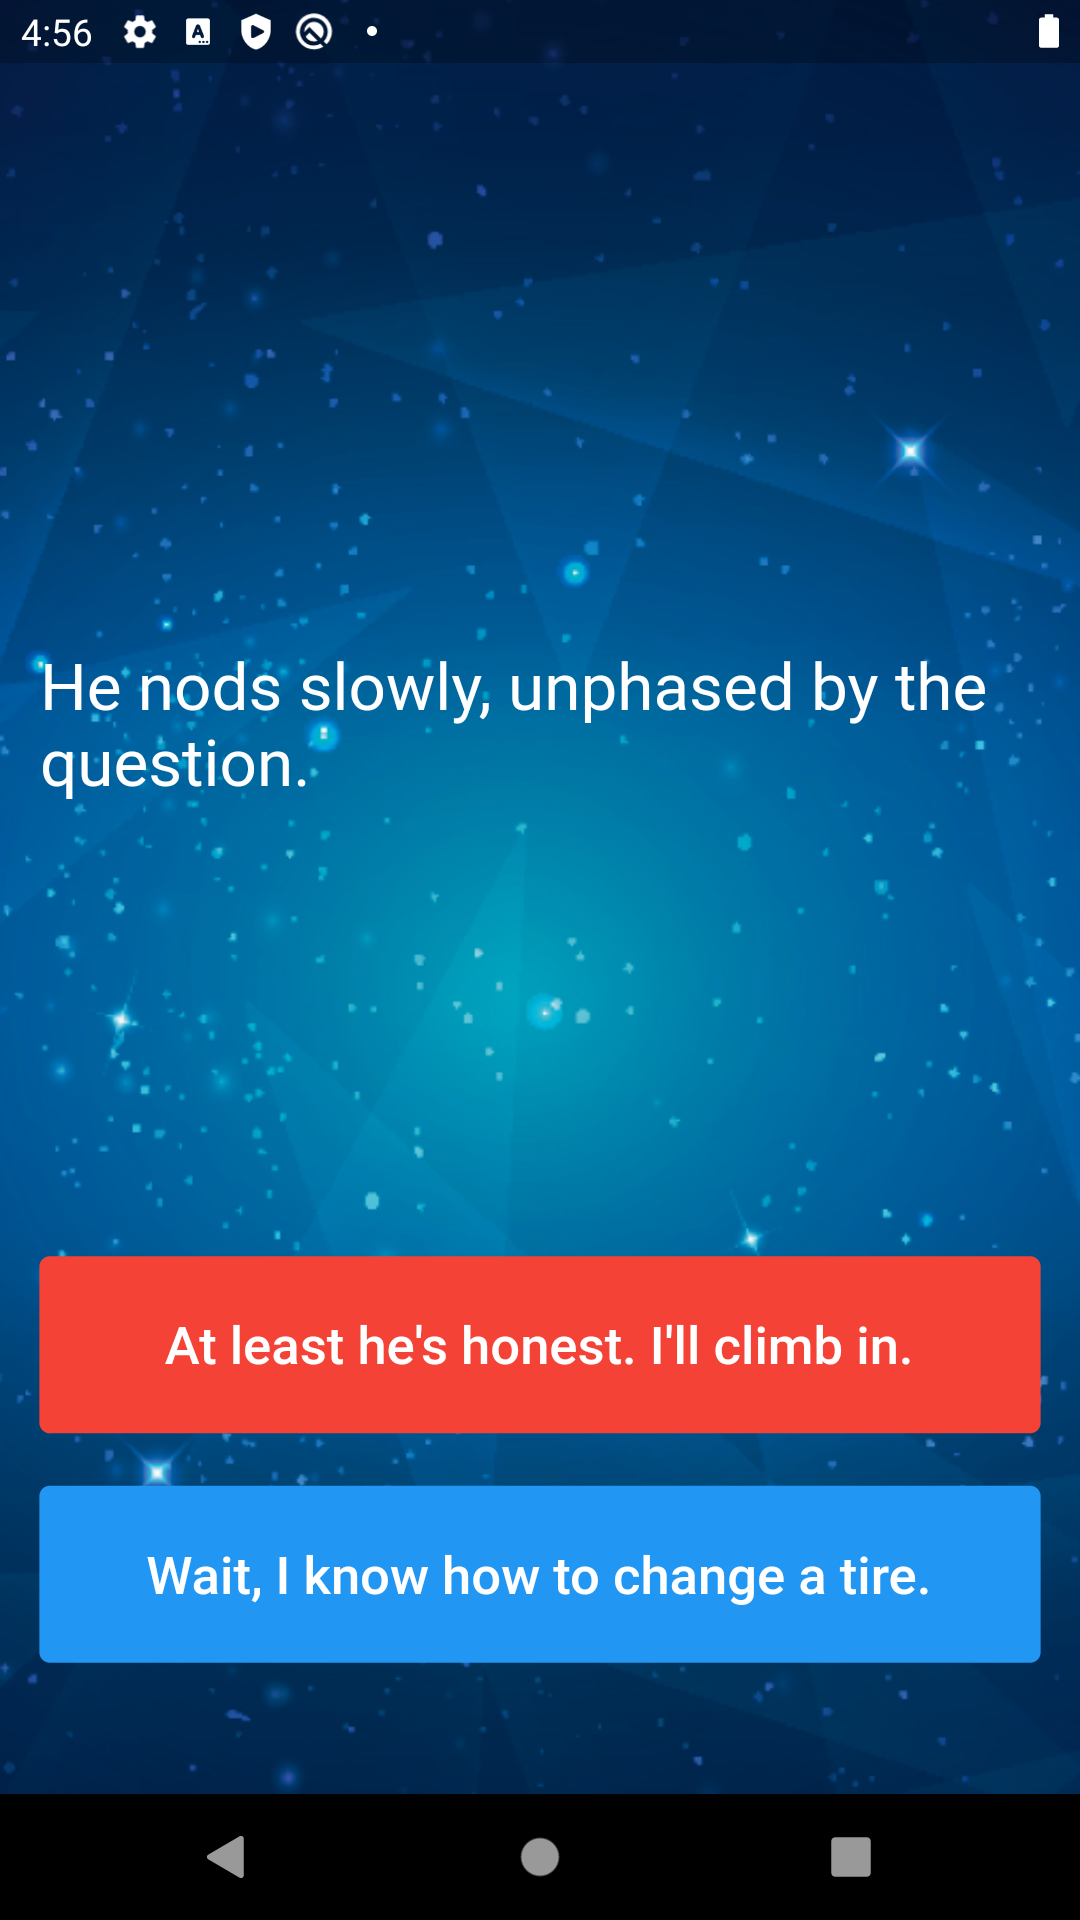 4:56
He nods slowly, unphased by the
question.
At least he's honest. I'll climb in.
Wait, I know how to change a tire.